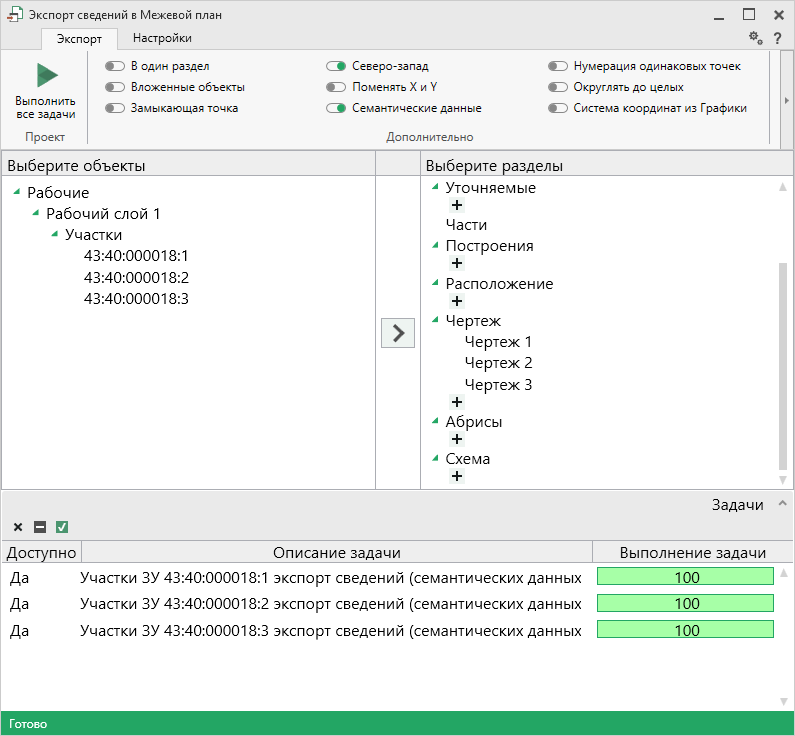 Экспорт сведений в Межевой план
Экспорт
Настройки
?
Выполнить
все задачи
Проект
В один раздел
Вложенные объекты
Замыкающая точка
Северо-запад
Поменять X и Y
Семантические данные
Нумерация одинаковых точек
Округлять до целых
Система координат из Графики
Дополнительно
Выберите объекты
Рабочие
Рабочий слой 1
Участки
43:40:000018:1
43:40:000018:2
43:40:000018:3
Выберите разделы
Уточняемые
+
Части
Построения
+
Расположение
+
Чертеж
Чертеж 1
Чертеж 2
Чертеж 3
+
Абрисы
+
Схема
+
Задачи
Доступно Описание задачи Выполнение задачи
Да Участки ЗУ 43:40:000018:1 экспорт сведений (семантических данных 100
Да Участки ЗУ 43:40:000018:2 экспорт сведений (семантических данных 100
Да Участки ЗУ 43:40:000018:3 экспорт сведений (семантических данных 100
Готово